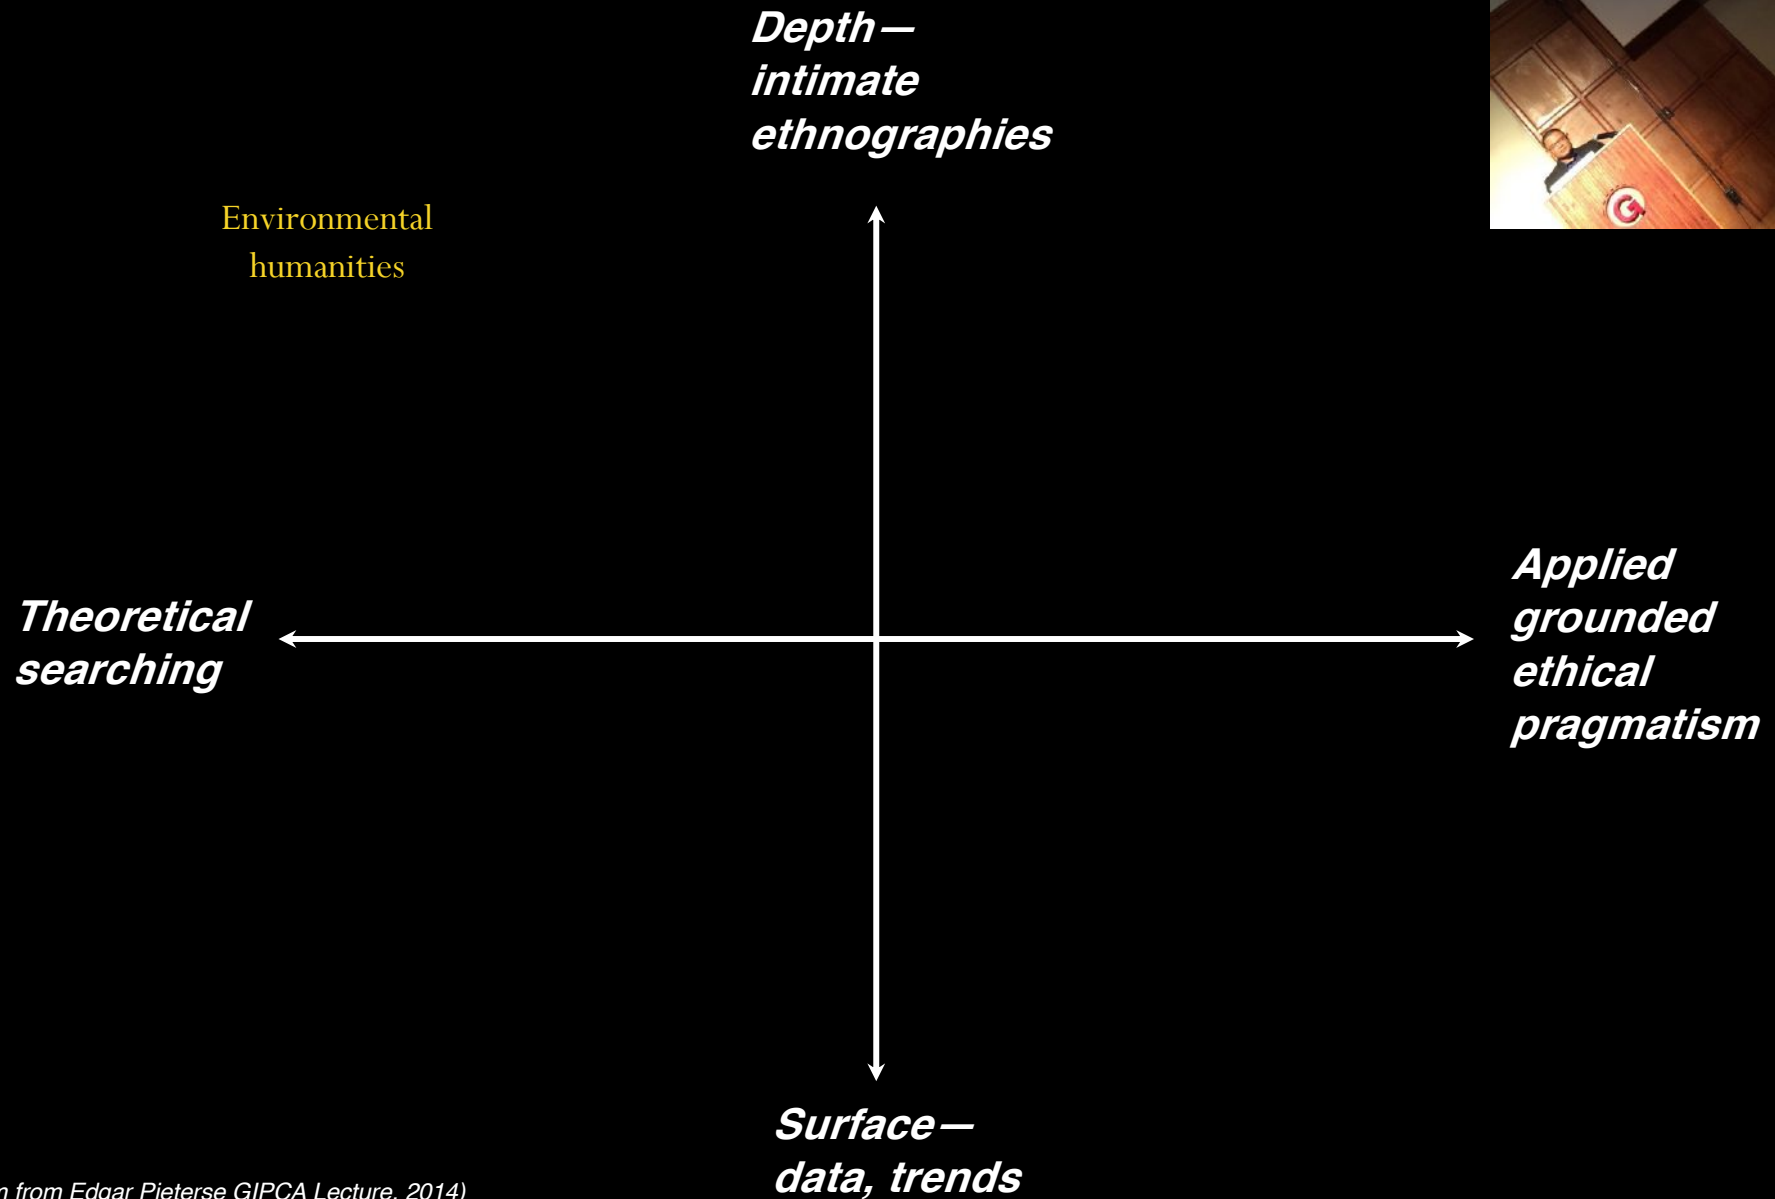 Depth—
intimate
ethnographies
Environmental
humanities
Theoretical
searching
Applied
grounded
ethical
pragmatism
Surface—
data, trends
from Edgar Pieterse GIPCA Lecture, 2014)